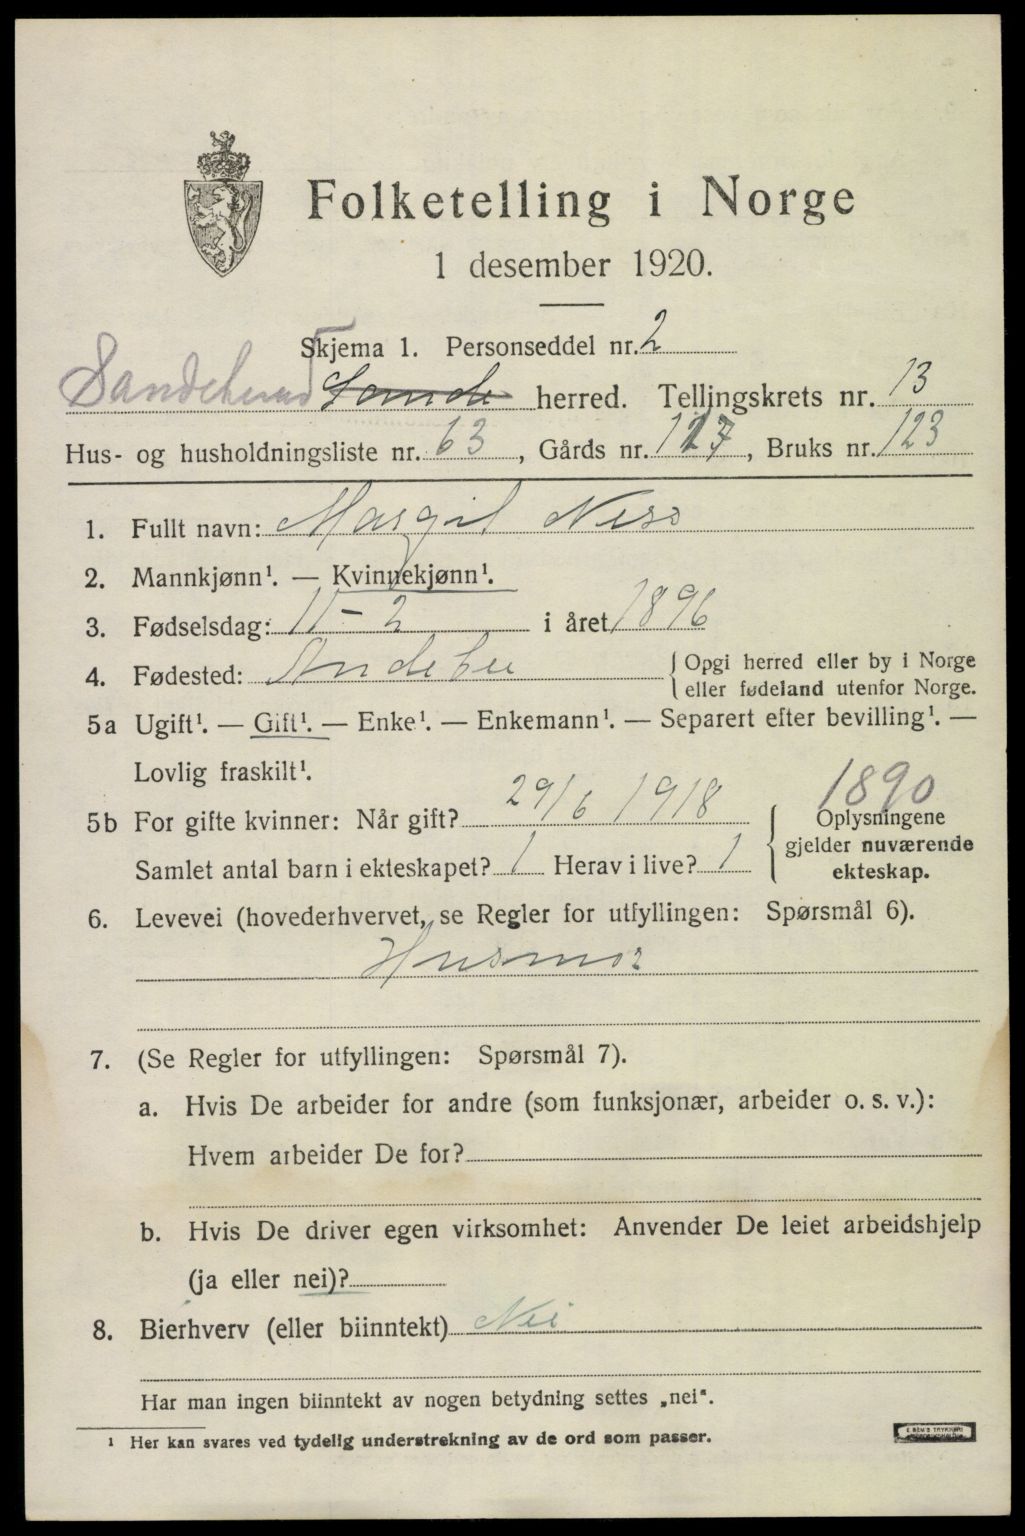 Folketelling i Norge
1 desember 1920.
Skjema 1. Personseddel nr. 2
Sandeherred Sande herred. Tellingskrets nr. 13
Hus- og husholdningsliste nr. 63, Gårds nr. 127, Bruks nr. 123
1. Fullt navn: Margit Ness
2. Mannkjønn¹. — Kvinnekjønn¹.
3. Fødselsdag: 11-2 i året 1896
4. Fødested: Andebu { Opgi herred eller by i Norge
eller fødeland utenfor Norge.
5a Ugift¹. — Gift¹. — Enke¹. — Enkemann¹. — Separert efter bevilling¹. —
Lovlig fraskilt¹.
1890
5b For gifte kvinner: Når gift? 29/6 1918 { Oplysningene
gjelder nuværende
Samlet antal barn i ekteskapet? 1 Herav i live? 1 ekteskap.
6. Levevei (hovederhvervet, se Regler for utfyllingen: Spørsmål 6).
Husmor
7. (Se Regler for utfyllingen: Spørsmål 7).
a. Hvis De arbeider for andre (som funksjonær, arbeider o. s. v.):
Hvem arbeider De for?
b. Hvis De driver egen virksomhet: Anvender De leiet arbeidshjelp
(ja eller nei)?
8. Bierhverv (eller biinntekt) Nei
Har man ingen biinntekt av nogen betydning settes „nei“.
¹ Her kan svares ved tydelig understrekning av de ord som passer.